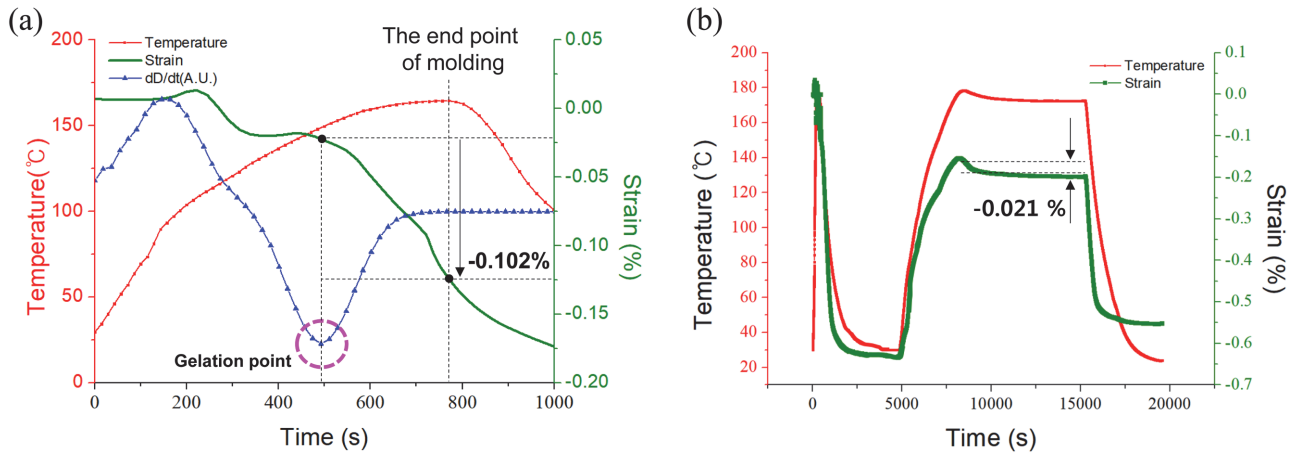 (a)
200
150
100
50
0
Temperature(℃)
Temperature
Strain
dD/dt(A.U.)
The end point
of molding
-0.102%
Gelation point
0.05
0.00
-0.05
-0.10
-0.15
-0.20
Strain (%)
0
200
400
600
800
1000
Time (s)
(b)
200
180
160
140
120
100
80
60
40
20
Temperature (℃)
Temperature
Strain
-0.021 %
0.1
0.0
-0.1
-0.2
-0.3
-0.4
-0.5
-0.6
-0.7
Strain (%)
0
5000
10000
15000
20000
Time (s)